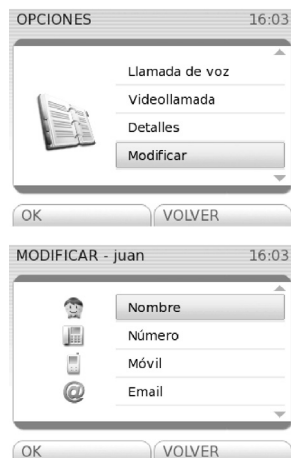 OPCIONES 16:03
Llamada de voz
Videollamada
Detalles
Modificar
OK VOLVER
MODIFICAR - juan 16:03
Nombre
Número
Móvil
Email
OK VOLVER